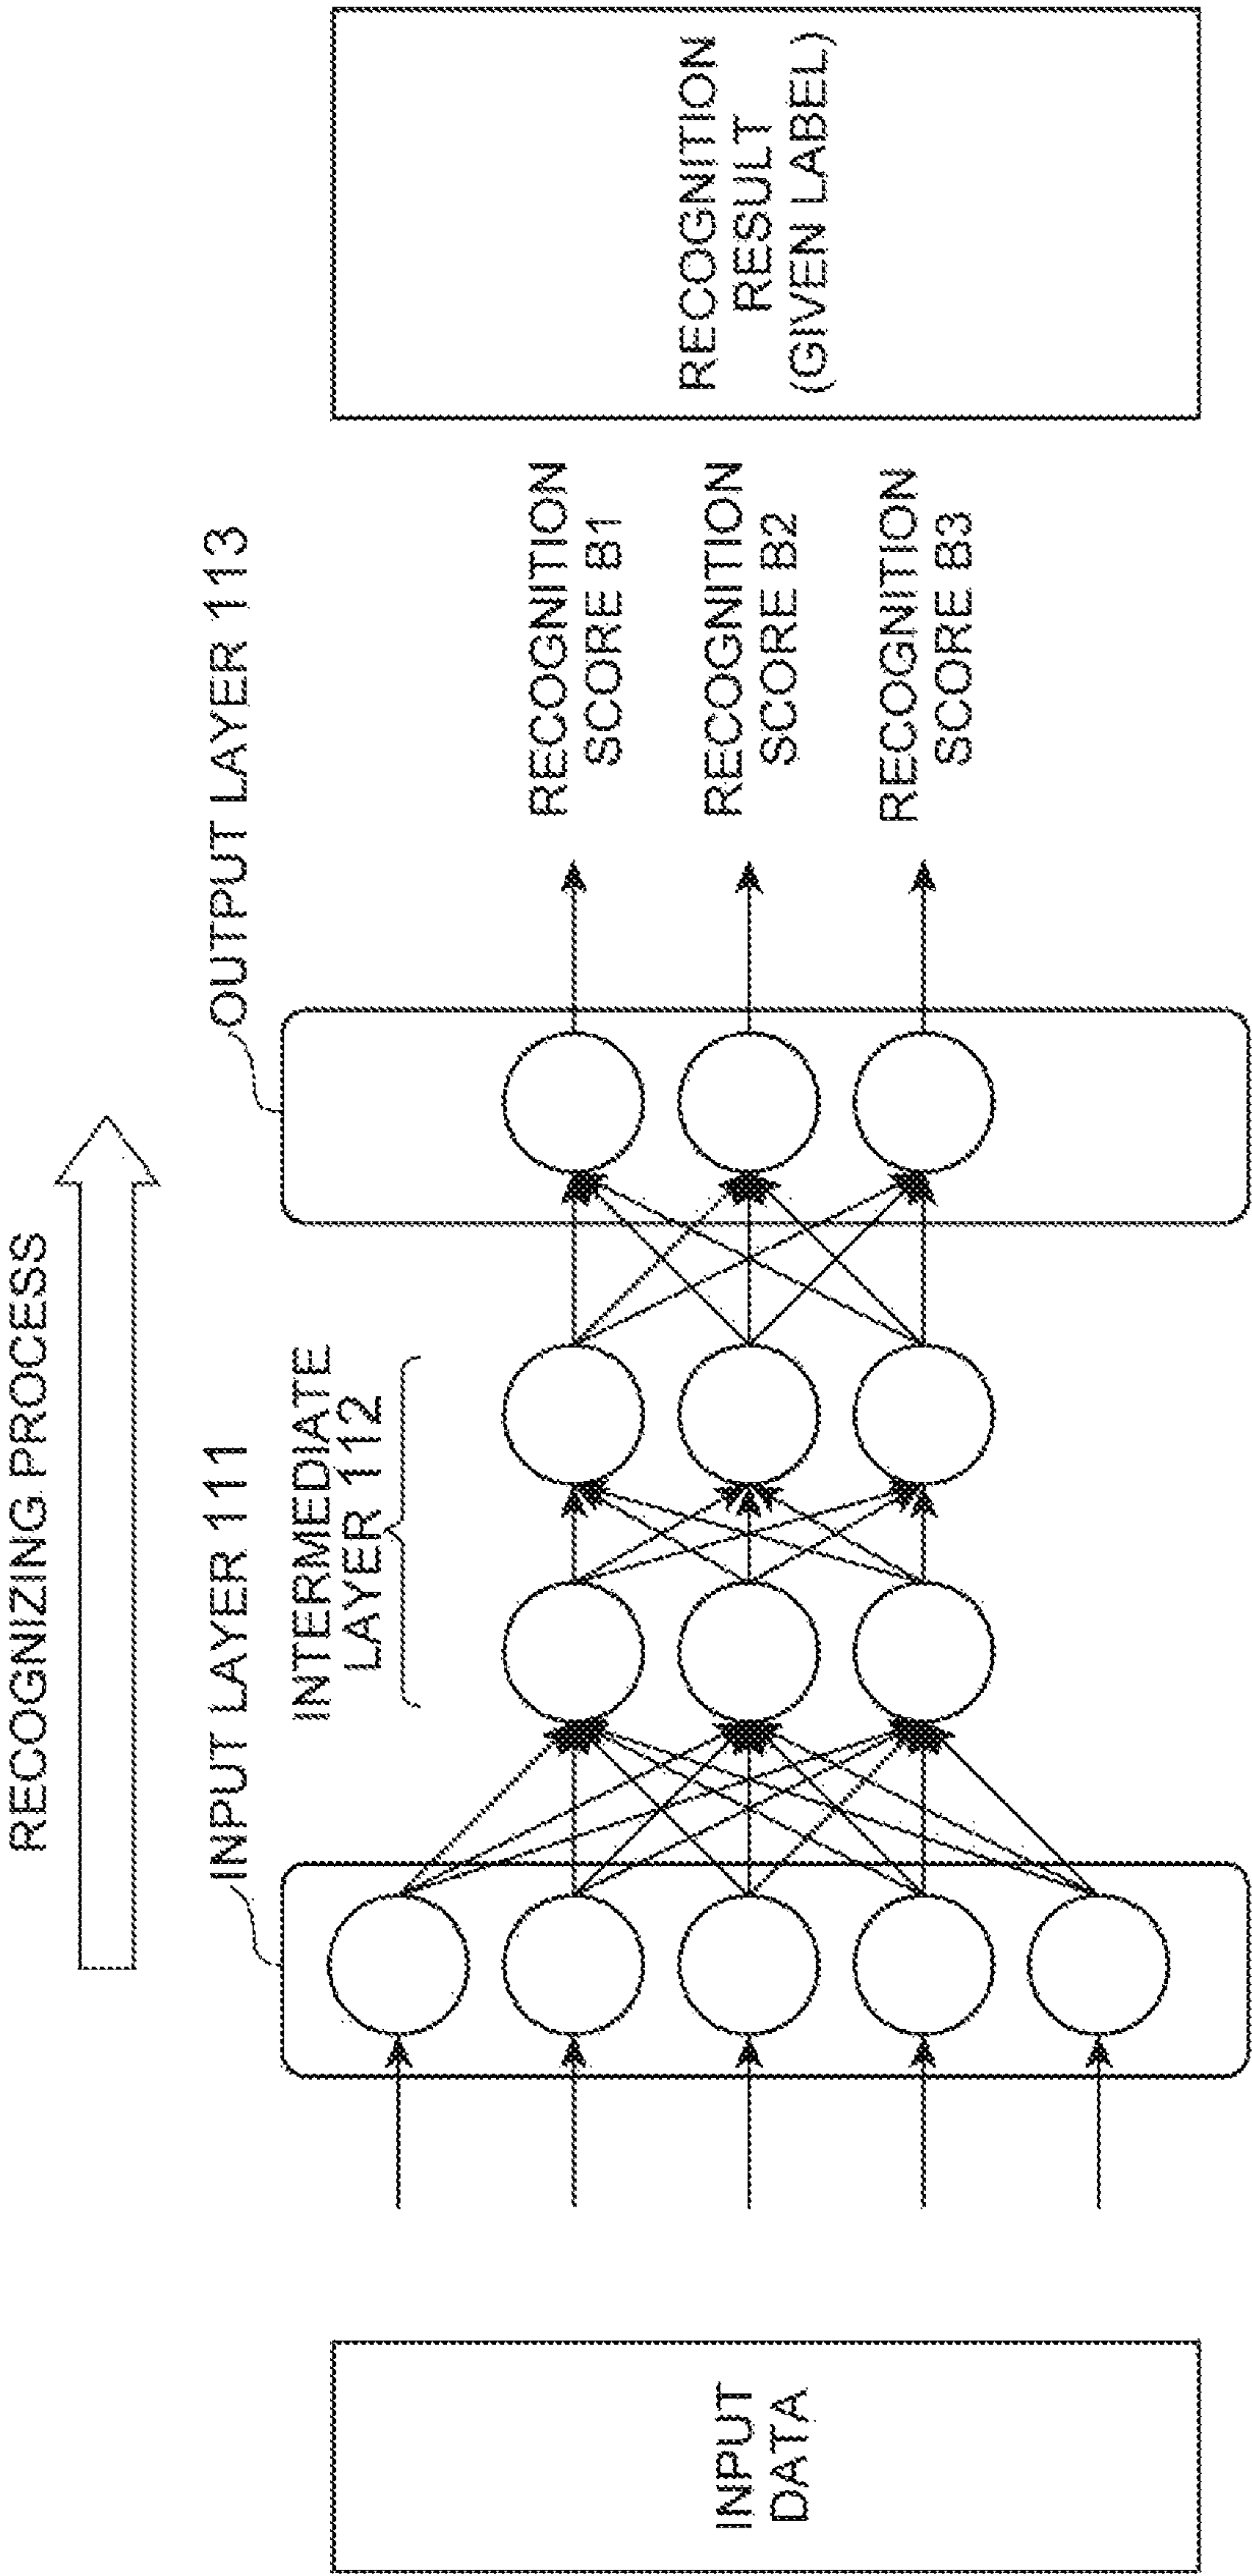 RECOGNIZING PROCESS
INPUT LAYER 111
OUTPUT LAYER 113
INTERMEDIATE
LAYER 112
INPUT
DATA
RECOGNITION
SCORE B1
RECOGNITION
SCORE B2
RECOGNITION
SCORE B3
RECOGNITION
RESULT
(GIVEN LABEL)